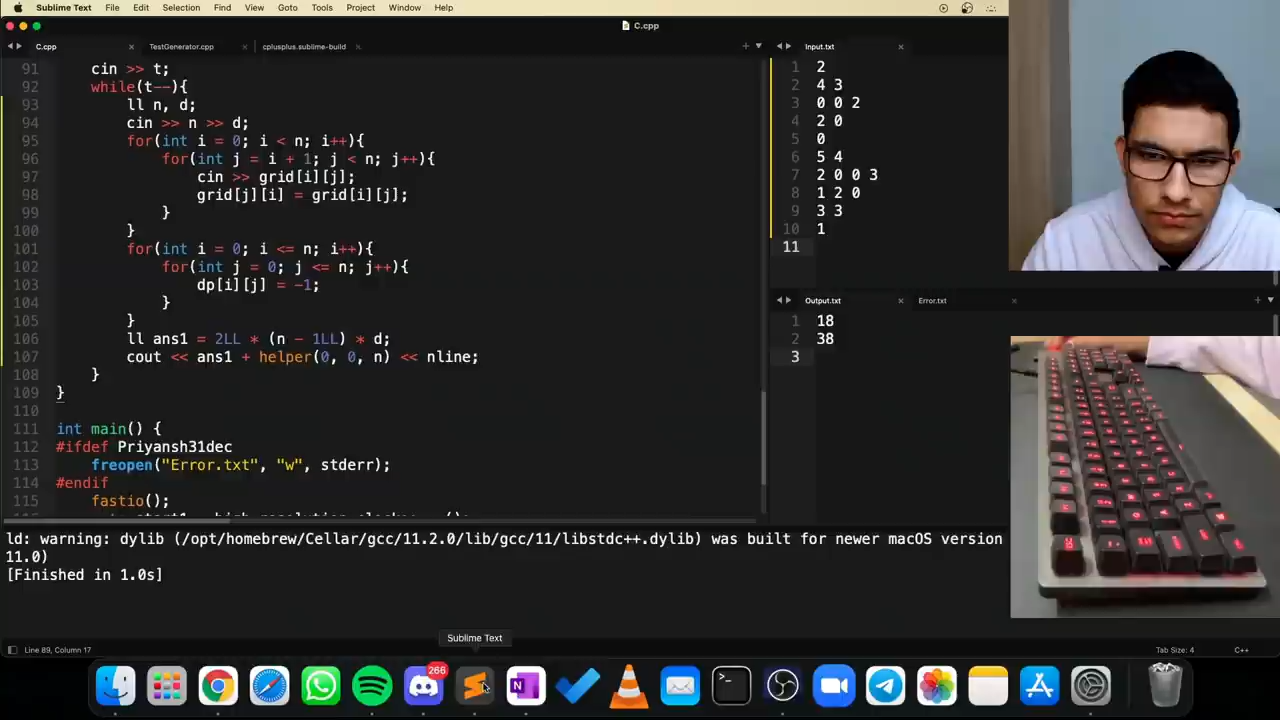 Sublime Text File Edit Selection Find View Goto Tools Project Window Help
C.cpp
C.cpp TestGenerator.cpp cplusplus.sublime-build
91 cin >> t;
92 while(t--){
93 ll n, d;
94 cin >> n >> d;
95 for(int i = 0; i < n; i++){
96 for(int j = i + 1; j < n; j++){
97 cin >> grid[i][j];
98 grid[j][i] = grid[i][j];
99 }
100 }
101 for(int i = 0; i <= n; i++){
102 for(int j = 0; j <= n; j++){
103 dp[i][j] = -1;
104 }
105 }
106 ll ans1 = 2LL * (n - 1LL) * d;
107 cout << ans1 + helper(0, 0, n) << nline;
108 }
109 }
110
111 int main() {
112 #ifdef Priyansh31dec
113 freopen("Error.txt", "w", stderr);
114 #endif
115 fastio();
Input.txt
1 2
2 4 3
3 0 0 2
4 2 0
5 0
6 5 4
7 2 0 0 3
8 1 2 0
9 3 3
10 1
11
Output.txt Error.txt
1 18
2 38
3
ld: warning: dylib (/opt/homebrew/Cellar/gcc/11.2.0/lib/gcc/11/libstdc++.dylib) was built for newer macOS version
11.0)
[Finished in 1.0s]
Sublime Text
Line 89, Column 17 Tab Size: 4 C++
266